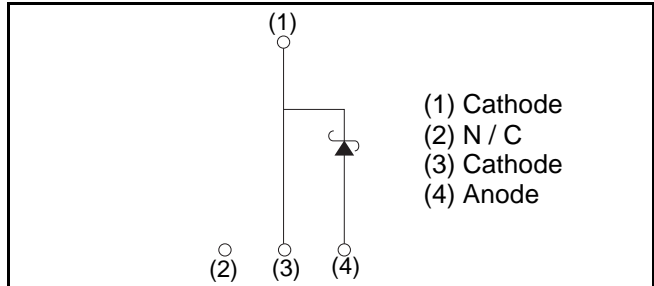 (1)
(1) Cathode
(2) N / C
(3) Cathode
(4) Anode
(2) (3) (4)